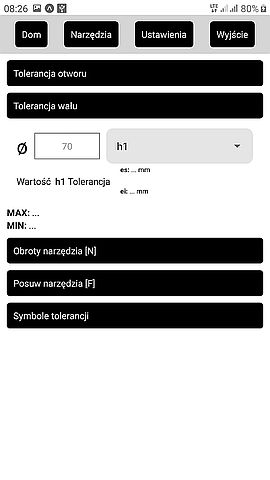 08:26 LTE 80%
Dom Narzędzia Ustawienia Wyjście
Tolerancja otworu
Tolerancja wału
Ø 70 h1
es: ... mm
Wartość h1 Tolerancja
ei: ... mm
MAX: ...
MIN: ...
Obroty narzędzia [N]
Posuw narzędzia [F]
Symbole tolerancji